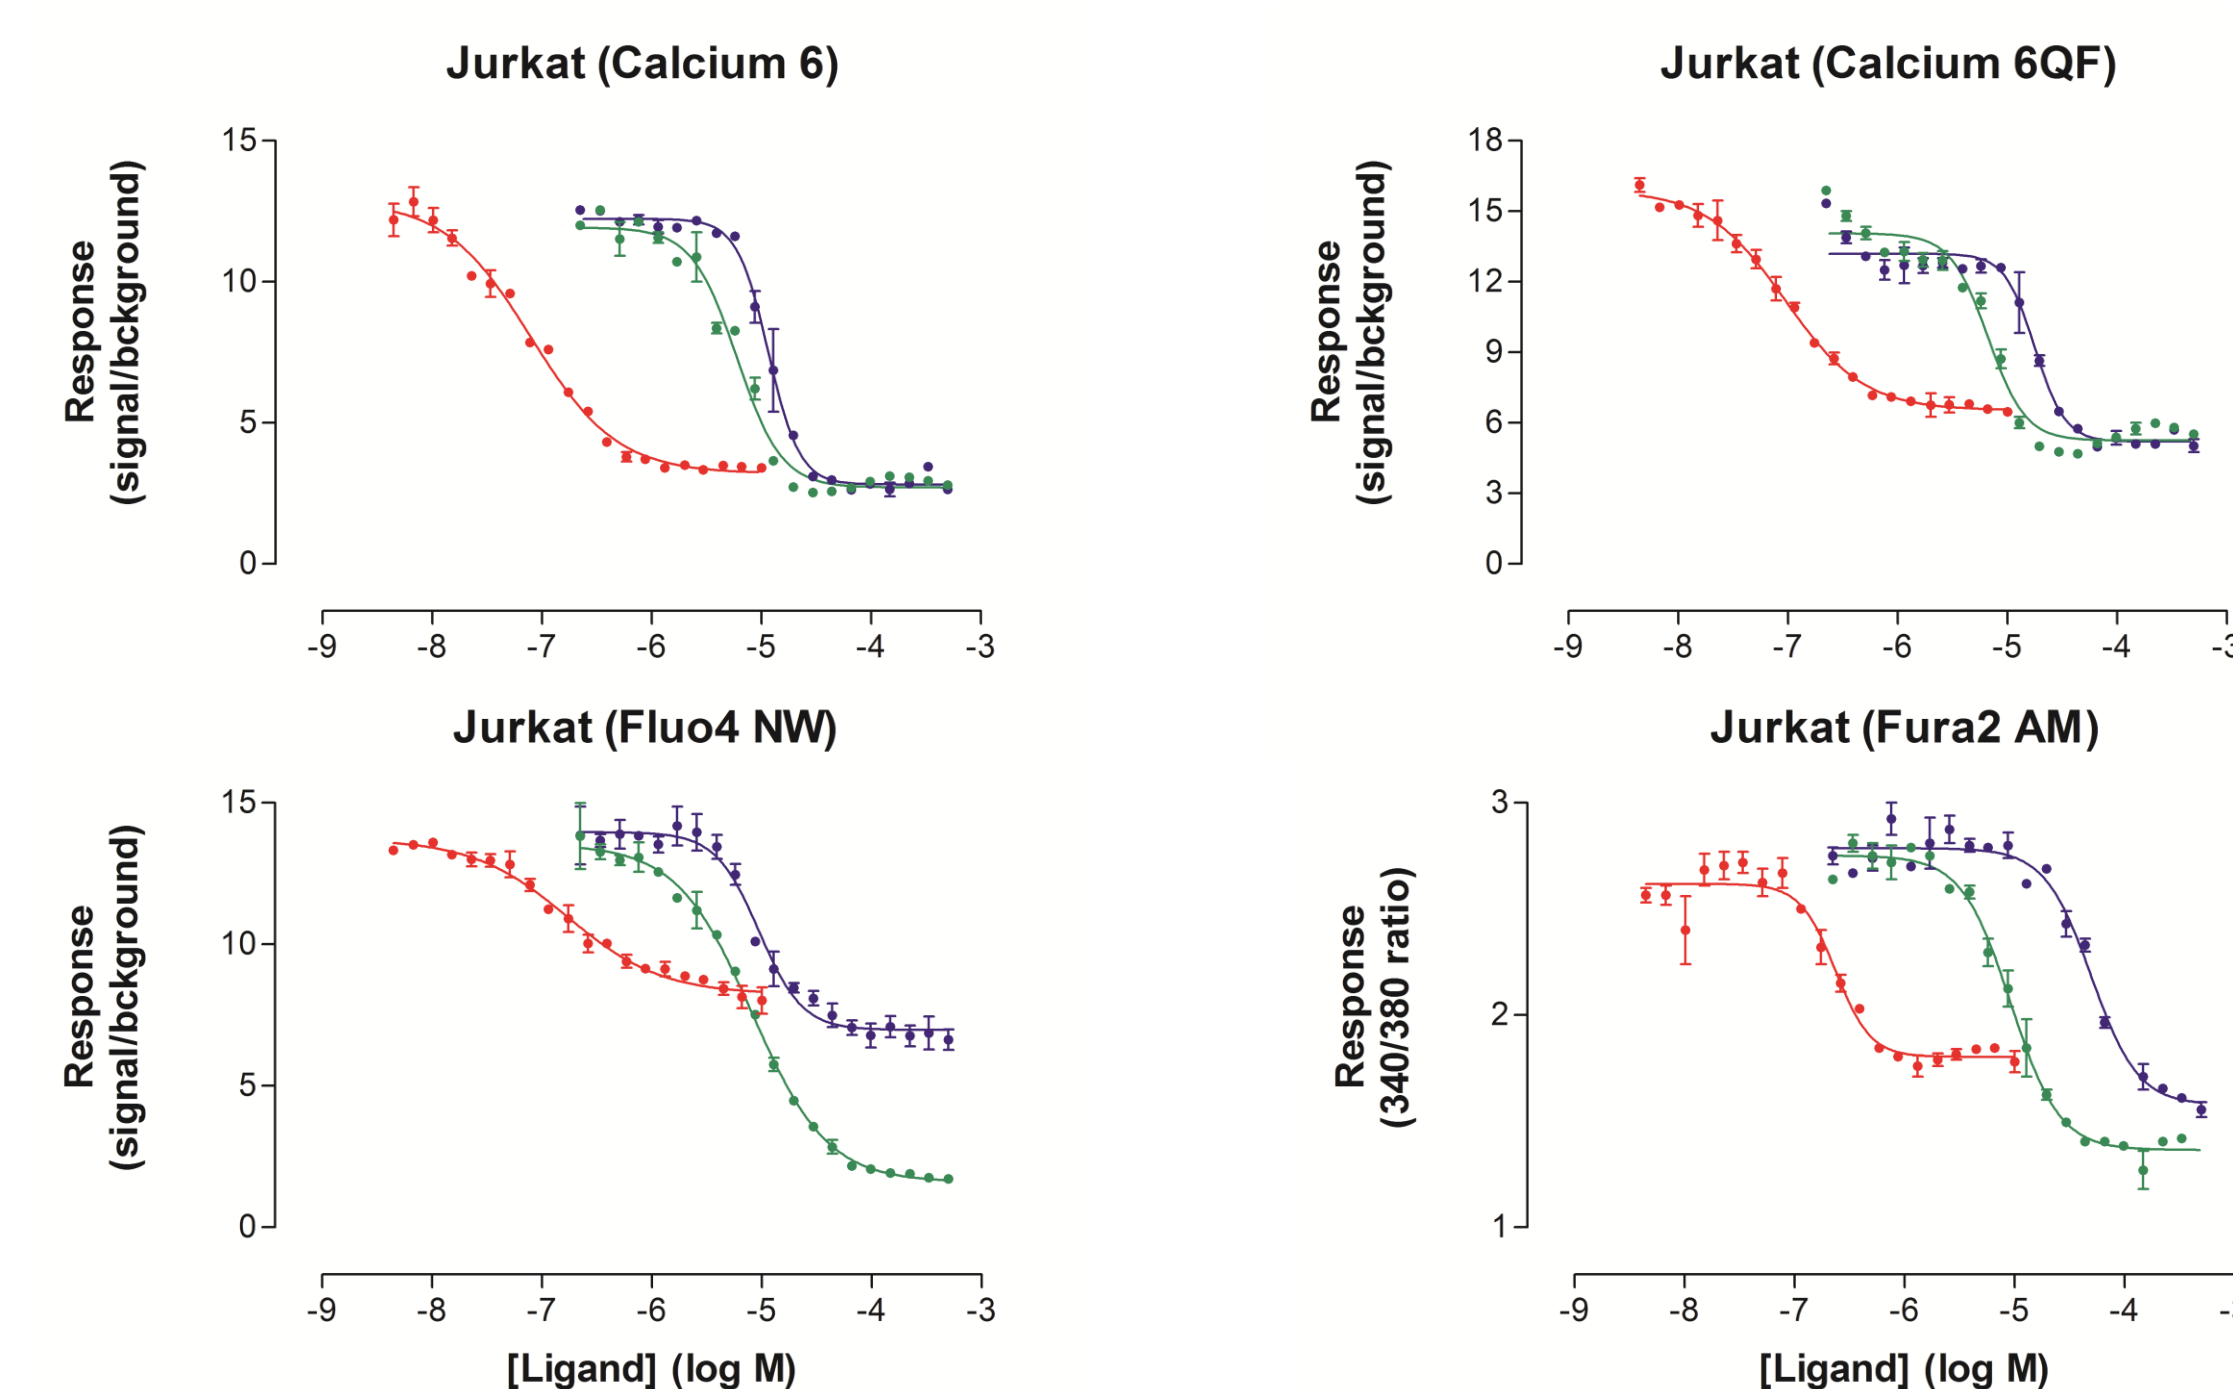 Jurkat (Calcium 6)
Response
(signal/bckground)
15
10
5
0
-9 -8 -7 -6 -5 -4 -3
Jurkat (Calcium 6QF)
Response
(signal/bckground)
18
15
12
9
6
3
0
-9 -8 -7 -6 -5 -4 -3
Jurkat (Fluo4 NW)
Response
(signal/bckground)
15
10
5
0
-9 -8 -7 -6 -5 -4 -3
[Ligand] (log M)
Jurkat (Fura2 AM)
Response
(340/380 ratio)
3
2
1
-9 -8 -7 -6 -5 -4
[Ligand] (log M)